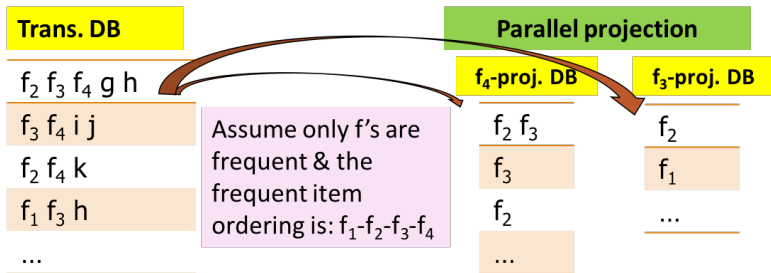 Trans. DB
f₂ f₃ f₄ g h
f₃ f₄ i j
f₂ f₄ k
f₁ f₃ h
...
Assume only f's are
frequent & the
frequent item
ordering is: f₁-f₂-f₃-f₄
Parallel projection
f₄-proj. DB
f₂ f₃
f₃
f₂
...
f₃-proj. DB
f₂
f₁
...